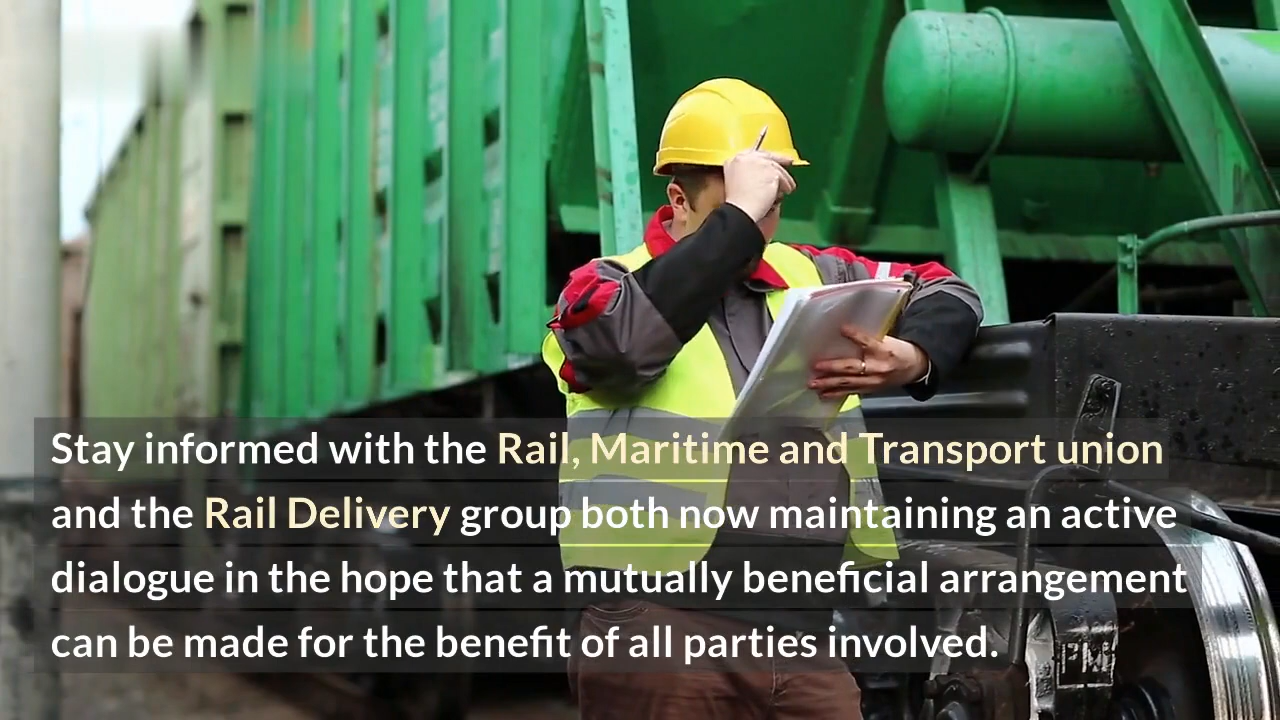 Stay informed with the Rail, Maritime and Transport union
and the Rail Delivery group both now maintaining an active
dialogue in the hope that a mutually beneficial arrangement
can be made for the benefit of all parties involved.